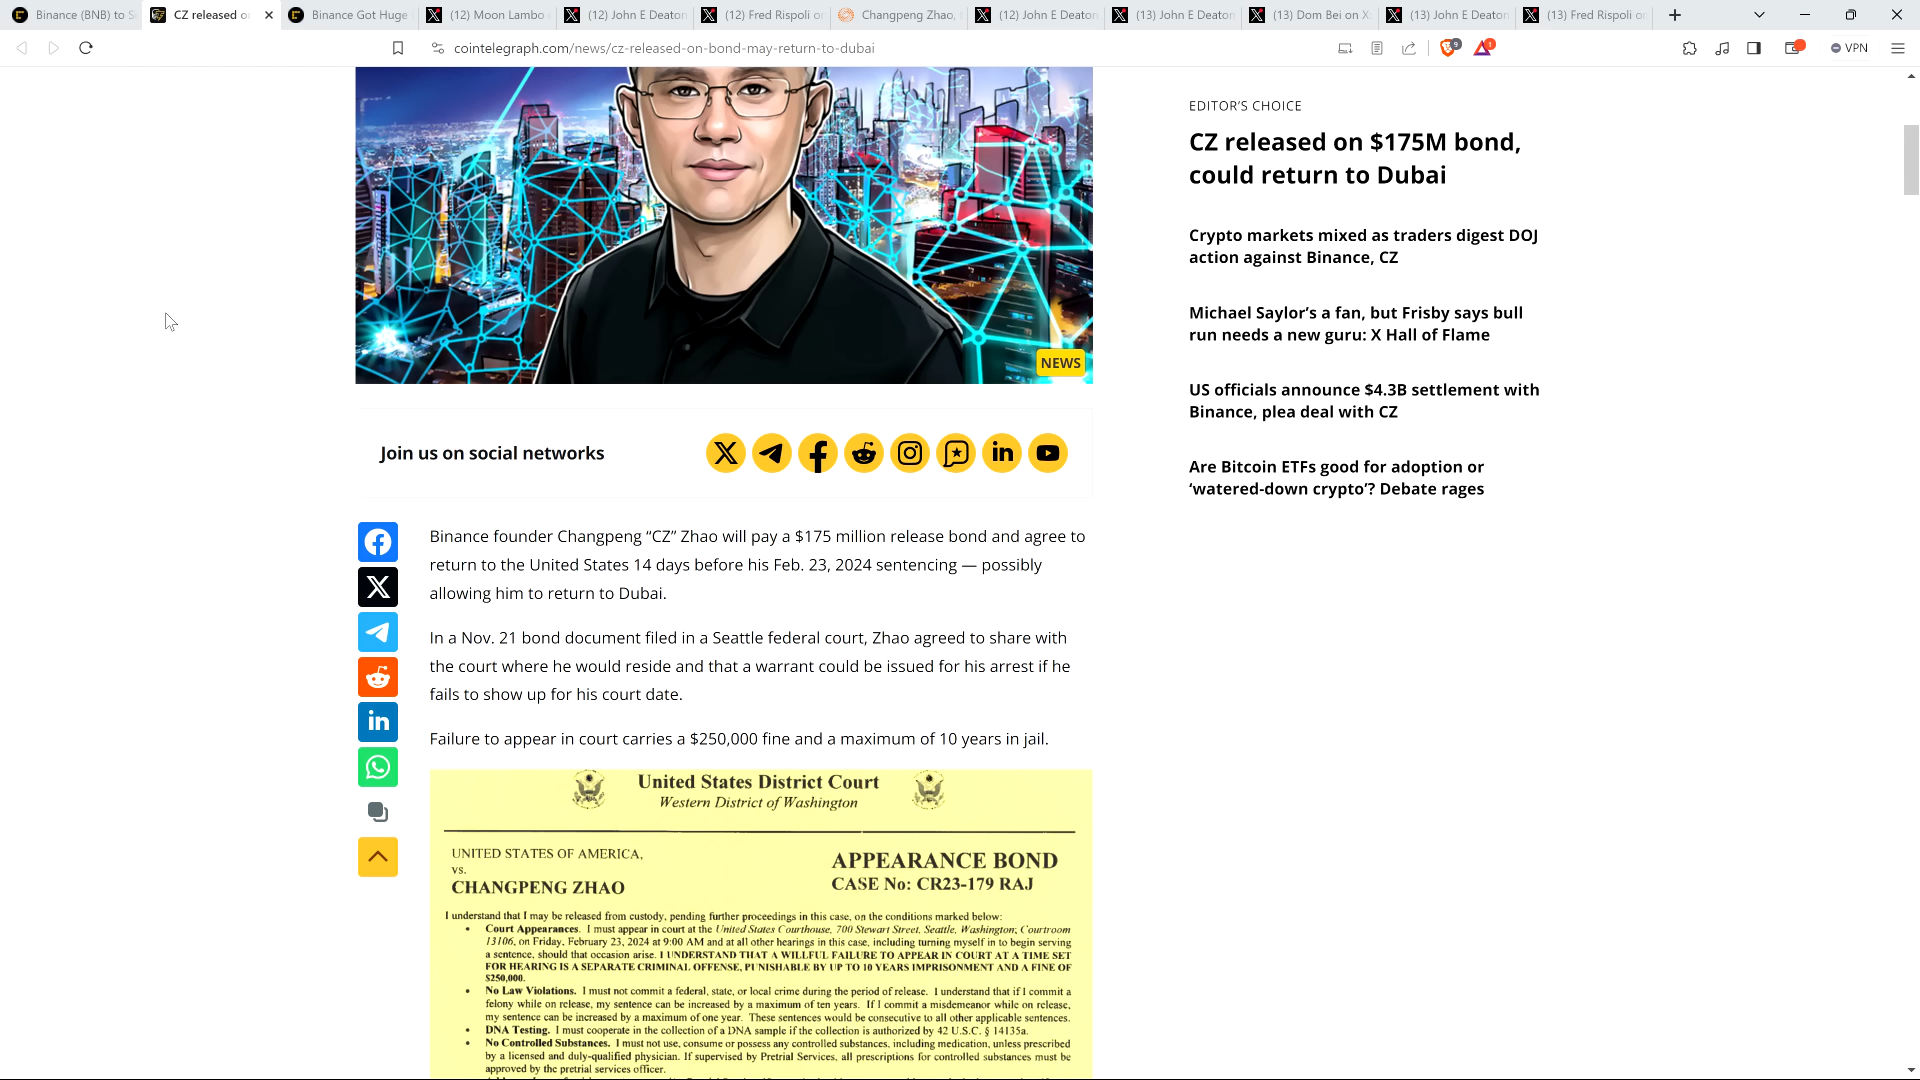 Binance (BNB) to S
CZ released o
Binance Got Huge
(12) Moon Lambo
(12) John E Deaton
(12) Fred Rispoli on
Changpeng Zhao,
(12) John E Deaton
(13) John E Deaton
(13) Dom Bei on X
(13) John E Deaton
(13) Fred Rispoli on
cointelegraph.com/news/cz-released-on-bond-may-return-to-dubai
9
1
VPN
NEWS
Join us on social networks
Binance founder Changpeng “CZ” Zhao will pay a $175 million release bond and agree to
return to the United States 14 days before his Feb. 23, 2024 sentencing — possibly
allowing him to return to Dubai.
In a Nov. 21 bond document filed in a Seattle federal court, Zhao agreed to share with
the court where he would reside and that a warrant could be issued for his arrest if he
fails to show up for his court date.
Failure to appear in court carries a $250,000 fine and a maximum of 10 years in jail.
United States District Court
Western District of Washington
UNITED STATES OF AMERICA,
vs.
CHANGPENG ZHAO
APPEARANCE BOND
CASE No: CR23-179 RAJ
I understand that I may be released from custody, pending further proceedings in this case, on the conditions marked below:
• Court Appearances. I must appear in court at the United States Courthouse, 700 Stewart Street, Seattle, Washington; Courtroom
13106, on Friday, February 23, 2024 at 9:00 AM and at all other hearings in this case, including turning myself in to begin serving
a sentence, should that occasion arise. I UNDERSTAND THAT A WILLFUL FAILURE TO APPEAR IN COURT AT A TIME SET
FOR HEARING IS A SEPARATE CRIMINAL OFFENSE, PUNISHABLE BY UP TO 10 YEARS IMPRISONMENT AND A FINE OF
$250,000.
• No Law Violations. I must not commit a federal, state, or local crime during the period of release. I understand that if I commit a
felony while on release, my sentence can be increased by a maximum of ten years. If I commit a misdemeanor while on release,
my sentence can be increased by a maximum of one year. These sentences would be consecutive to all other applicable sentences.
• DNA Testing. I must cooperate in the collection of a DNA sample if the collection is authorized by 42 U.S.C. § 14135a.
• No Controlled Substances. I must not use, consume or possess any controlled substances, including medication, unless prescribed
by a licensed and duly-qualified physician. If supervised by Pretrial Services, all prescriptions for controlled substances must be
approved by the pretrial services officer.
EDITOR’S CHOICE
CZ released on $175M bond,
could return to Dubai
Crypto markets mixed as traders digest DOJ
action against Binance, CZ
Michael Saylor’s a fan, but Frisby says bull
run needs a new guru: X Hall of Flame
US officials announce $4.3B settlement with
Binance, plea deal with CZ
Are Bitcoin ETFs good for adoption or
‘watered-down crypto’? Debate rages